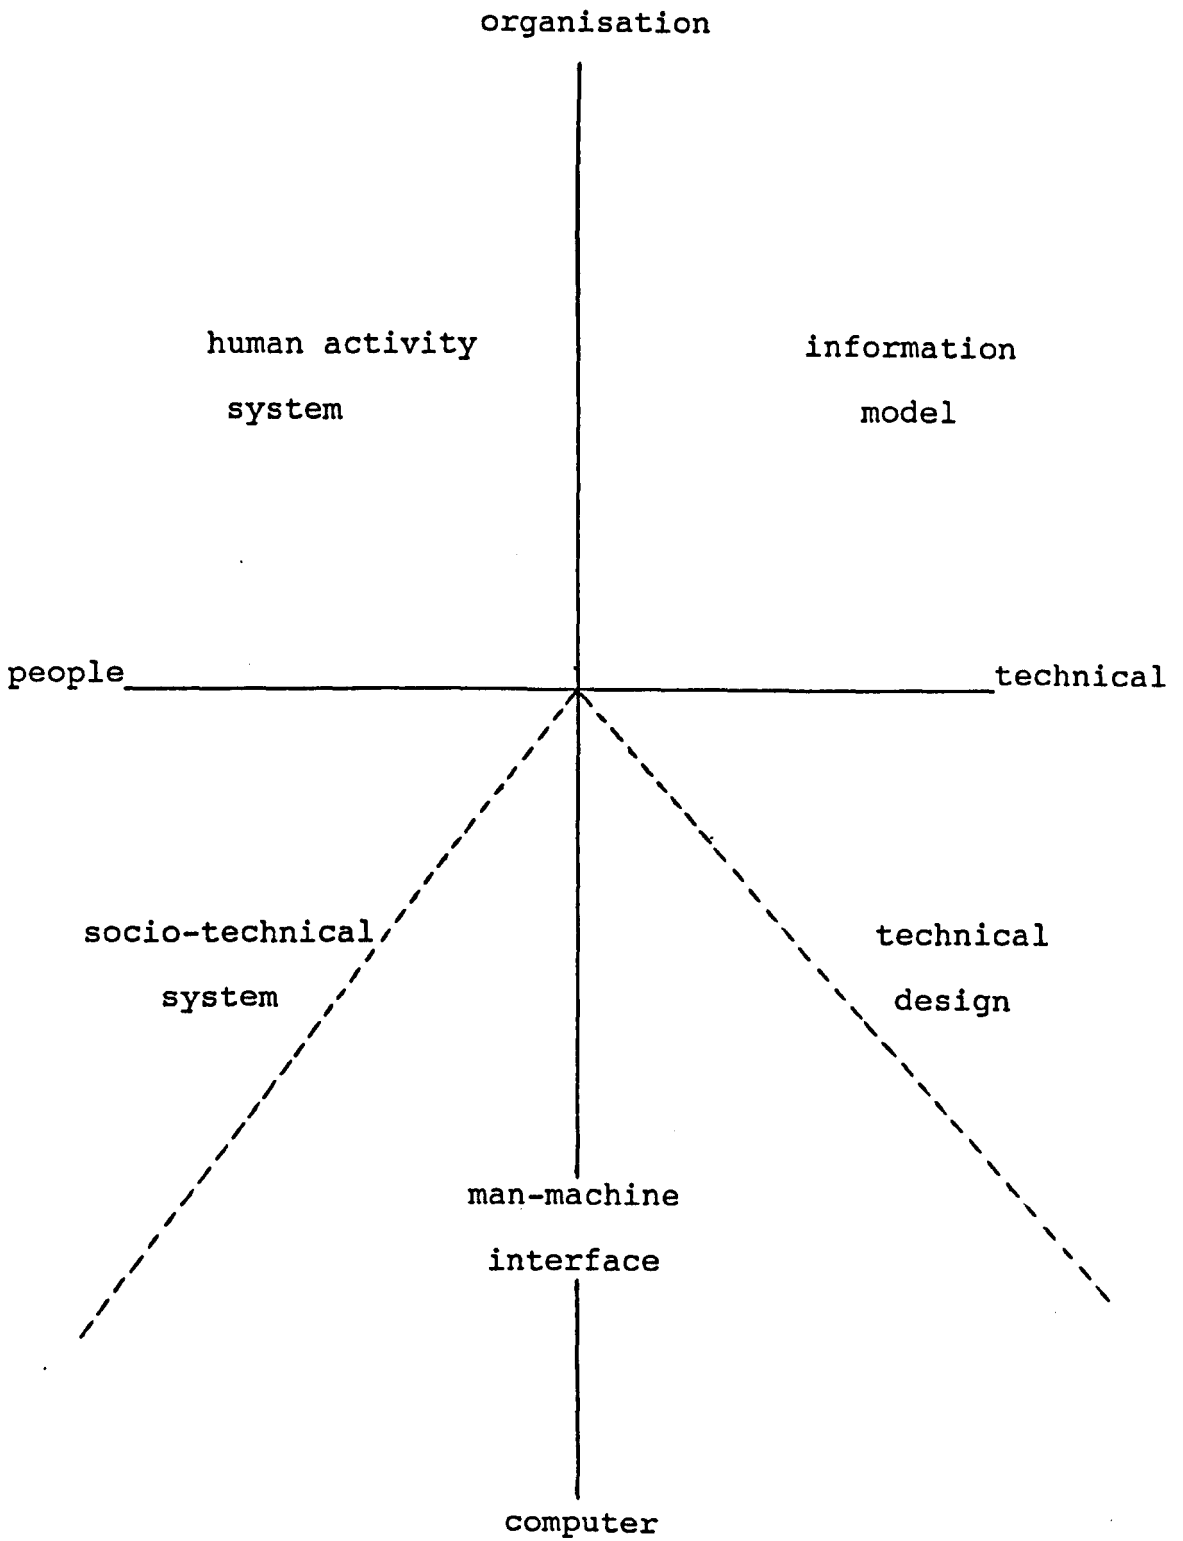 organisation
human activity
system
information
model
people
technical
socio-technical
system
technical
design
man-machine
interface
computer